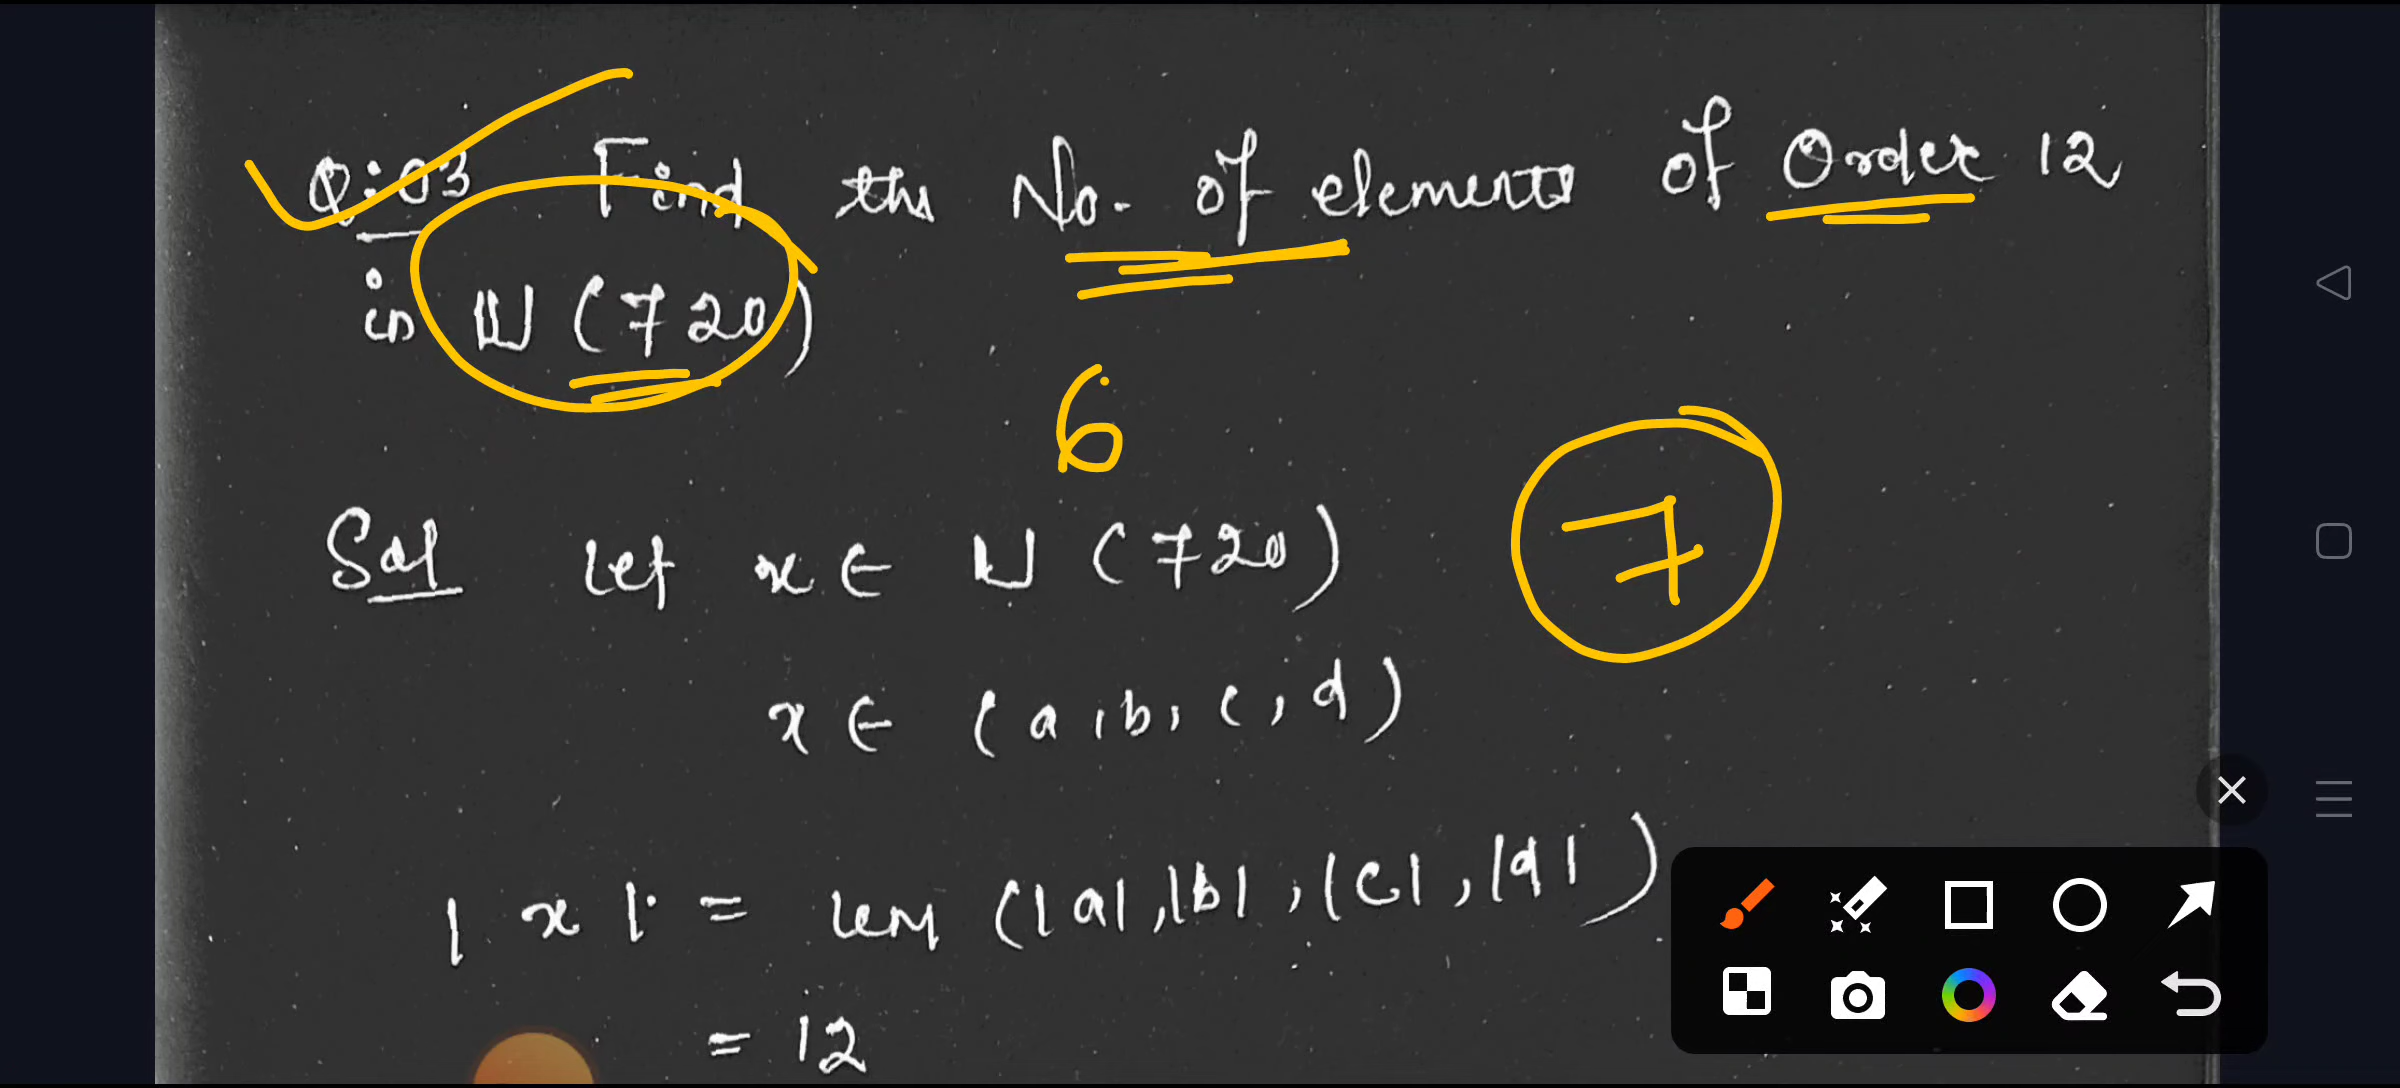 Q:03 Find the No. of elements of Order 12
in U(720)
6
7
Sol Let x ∈ U(720)
x ∈ (a,b,c,d)
|x| = lcm (|a|,|b|,|c|,|d|)
= 12